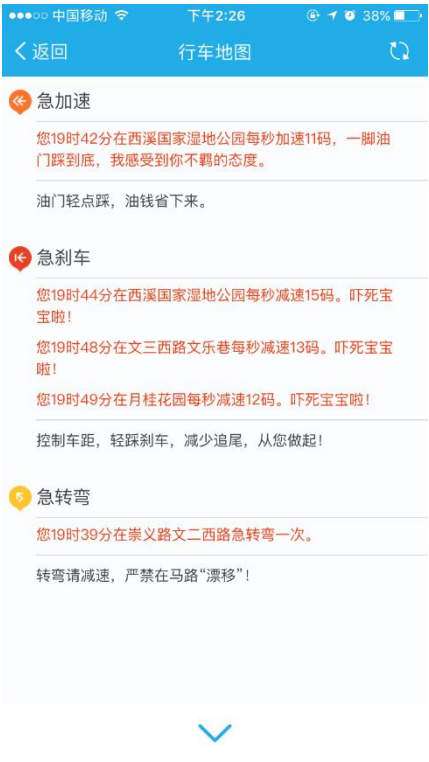 中国移动 下午2:26 38%
返回 行车地图
急加速
您19时42分在西溪国家湿地公园每秒加速11码，一脚油
门踩到底，我感受到你不羁的态度。
油门轻点踩，油钱省下来。
急刹车
您19时44分在西溪国家湿地公园每秒减速15码。吓死宝
宝啦！
您19时48分在文三西路文乐巷每秒减速13码。吓死宝宝
啦！
您19时49分在月桂花园每秒减速12码。吓死宝宝啦！
控制车距，轻踩刹车，减少追尾，从您做起！
急转弯
您19时39分在崇义路文二西路急转弯一次。
转弯请减速，严禁在马路“漂移”！